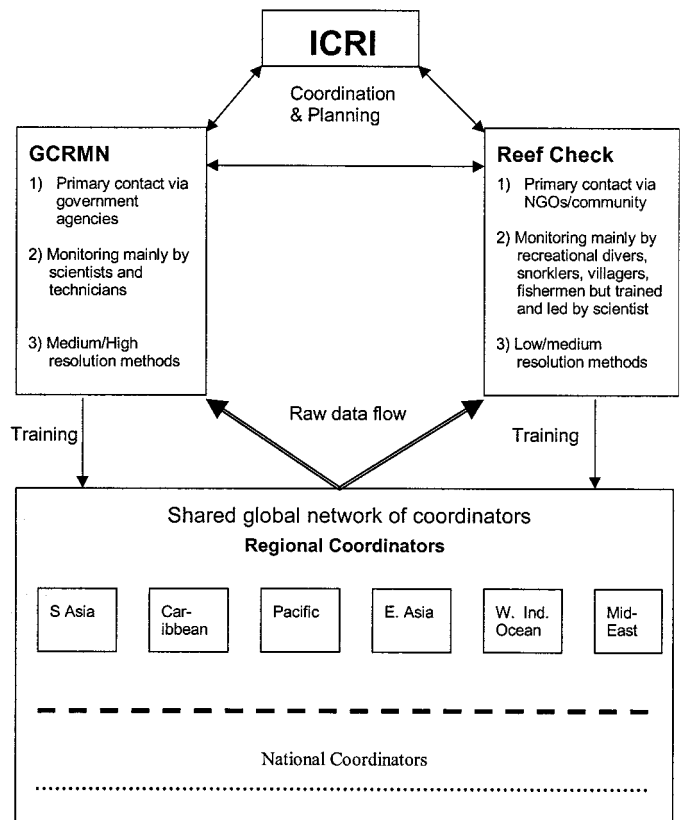 ICRI
Coordination
& Planning
GCRMN
1) Primary contact via
government
agencies
2) Monitoring mainly by
scientists and
technicians
3) Medium/High
resolution methods
Reef Check
1) Primary contact via
NGOs/community
2) Monitoring mainly by
recreational divers,
snorklers, villagers,
fishermen but trained
and led by scientist
3) Low/medium
resolution methods
Raw data flow
Training
Training
Shared global network of coordinators
Regional Coordinators
S Asia
Car-
ibbean
Pacific
E. Asia
W. Ind.
Ocean
Mid-
East
National Coordinators